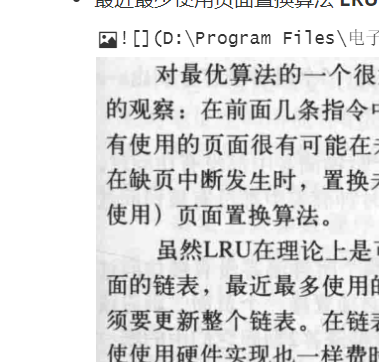 最近最少使用页面置换算法 LRU
![](D:\Program Files\电子
对最优算法的一个很
的观察：在前面几条指令中
有使用的页面很有可能在未
在缺页中断发生时，置换未
使用）页面置换算法。
虽然LRU在理论上是可
面的链表，最近最多使用的
须要更新整个链表。在链表
使使用硬件实现也一样费时